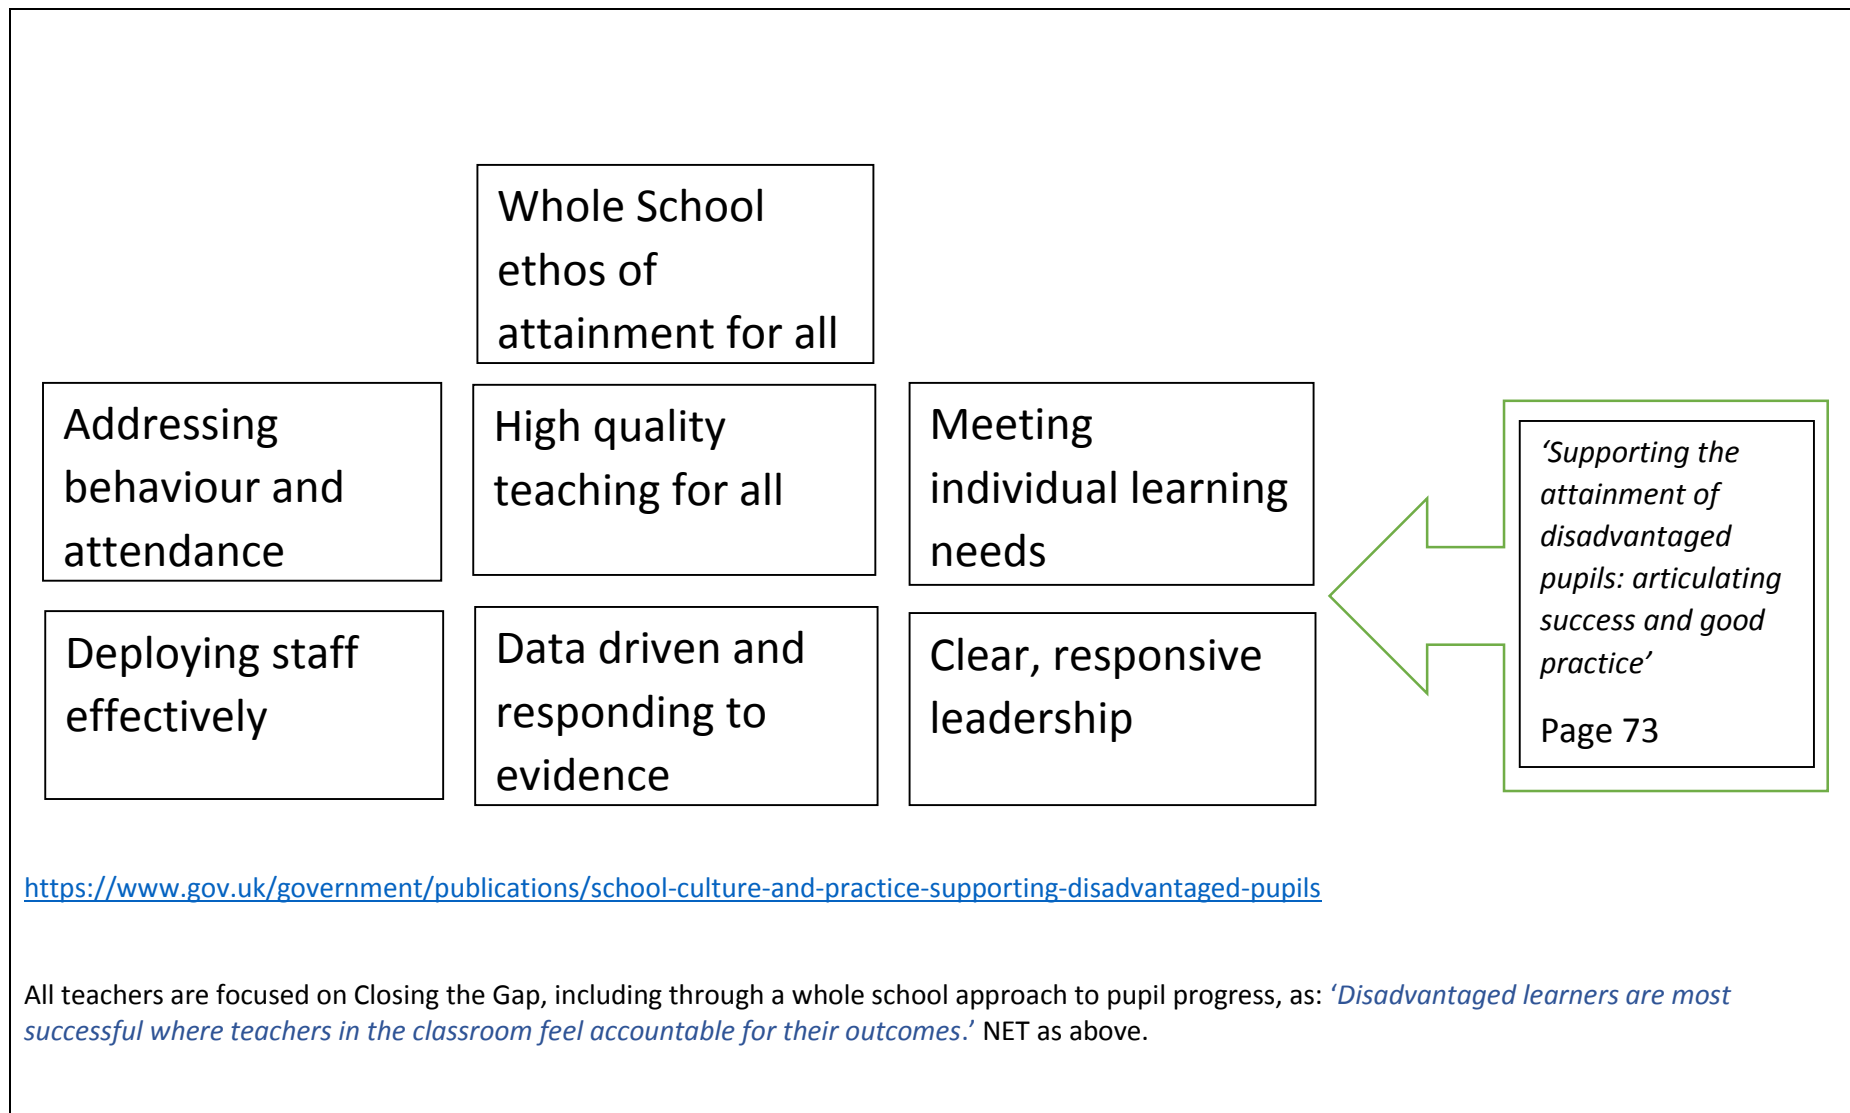 Whole School
ethos of
attainment for all
Addressing
behaviour and
attendance
High quality
teaching for all
Meeting
individual learning
needs
Deploying staff
effectively
Data driven and
responding to
evidence
Clear, responsive
leadership
‘Supporting the
attainment of
disadvantaged
pupils: articulating
success and good
practice’
Page 73
https://www.gov.uk/government/publications/school-culture-and-practice-supporting-disadvantaged-pupils
All teachers are focused on Closing the Gap, including through a whole school approach to pupil progress, as: ‘Disadvantaged learners are most
successful where teachers in the classroom feel accountable for their outcomes.’ NET as above.